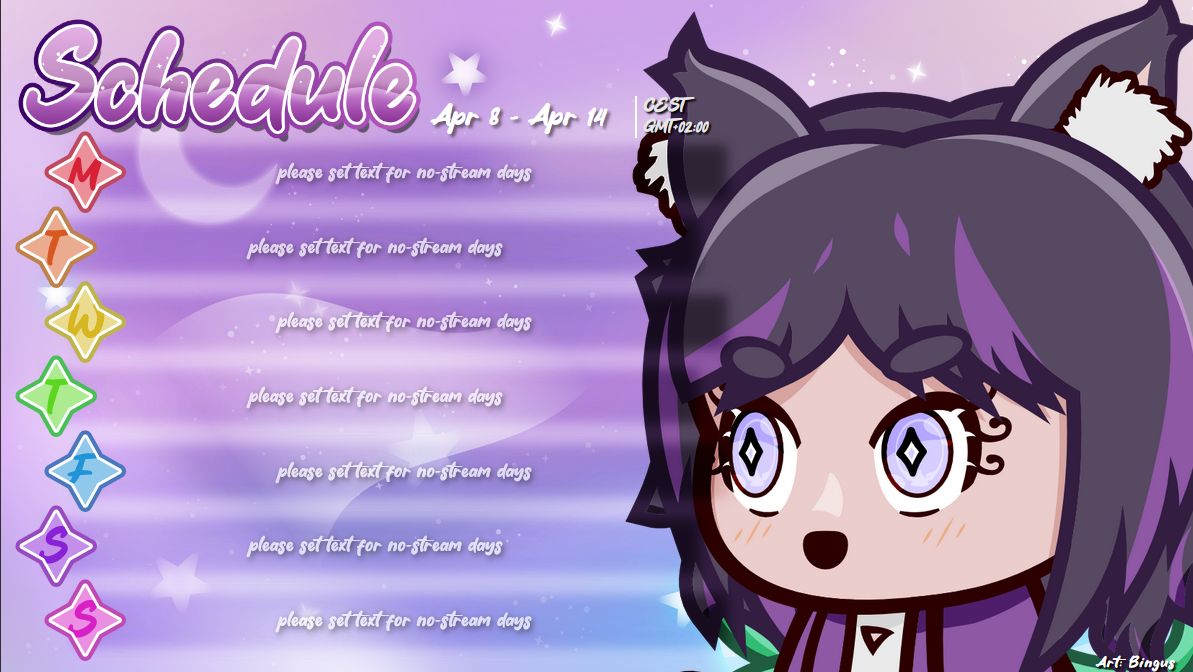 Schedule
Apr 8 - Apr 14
CEST
GMT+02:00
M please set text for no-stream days
T please set text for no-stream days
W please set text for no-stream days
T please set text for no-stream days
F please set text for no-stream days
S please set text for no-stream days
S please set text for no-stream days
Art: Bingus